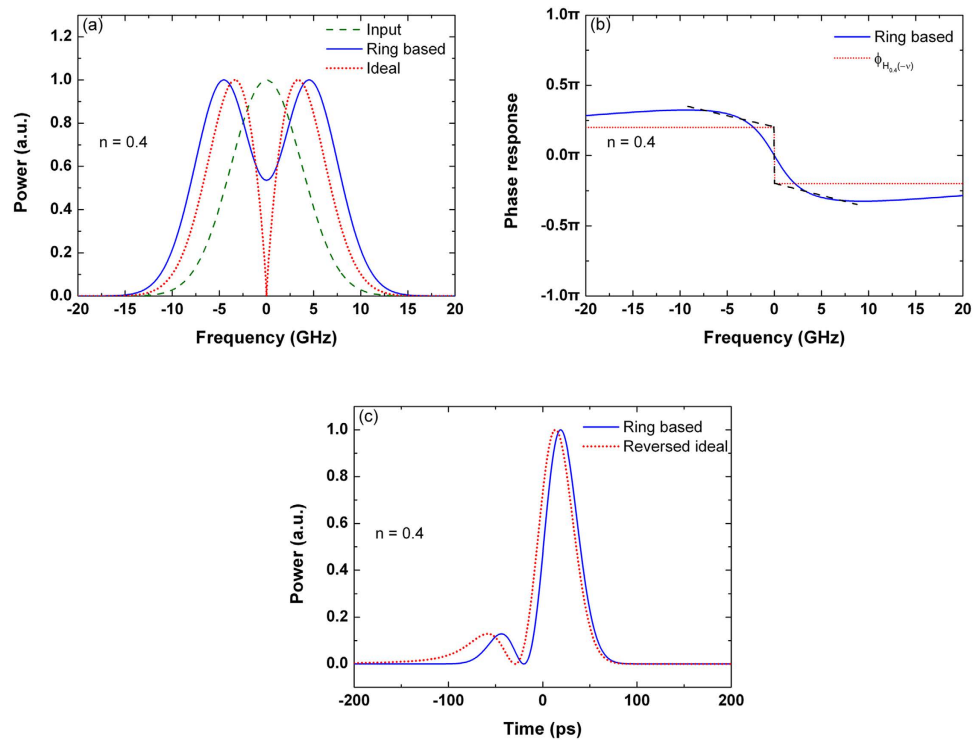 (a)
Input
Ring based
Ideal
n = 0.4
Power (a.u.)
1.2
1.0
0.8
0.6
0.4
0.2
0.0
-20 -15 -10 -5 0 5 10 15 20
Frequency (GHz)
(b)
Ring based
ϕH0.4(−ν)
n = 0.4
Phase response
1.0π
0.5π
0.0π
-0.5π
-1.0π
-20 -15 -10 -5 0 5 10 15 20
Frequency (GHz)
(c)
Ring based
Reversed ideal
n = 0.4
Power (a.u.)
1.0
0.8
0.6
0.4
0.2
0.0
-200 -100 0 100 200
Time (ps)